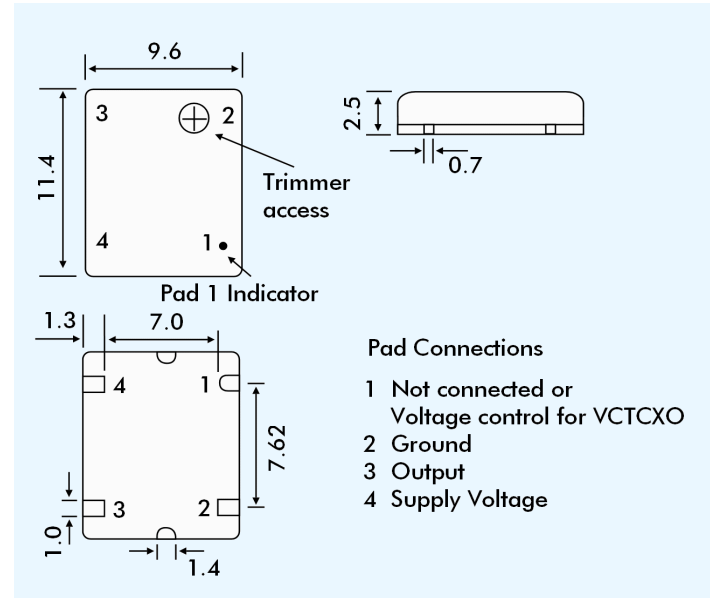 9.6
3
2
11.4
Trimmer
access
4
1
Pad 1 Indicator
2.5
0.7
1.3
7.0
4
1
7.62
3
2
1.0
1.4
Pad Connections
1 Not connected or
Voltage control for VCTCXO
2 Ground
3 Output
4 Supply Voltage